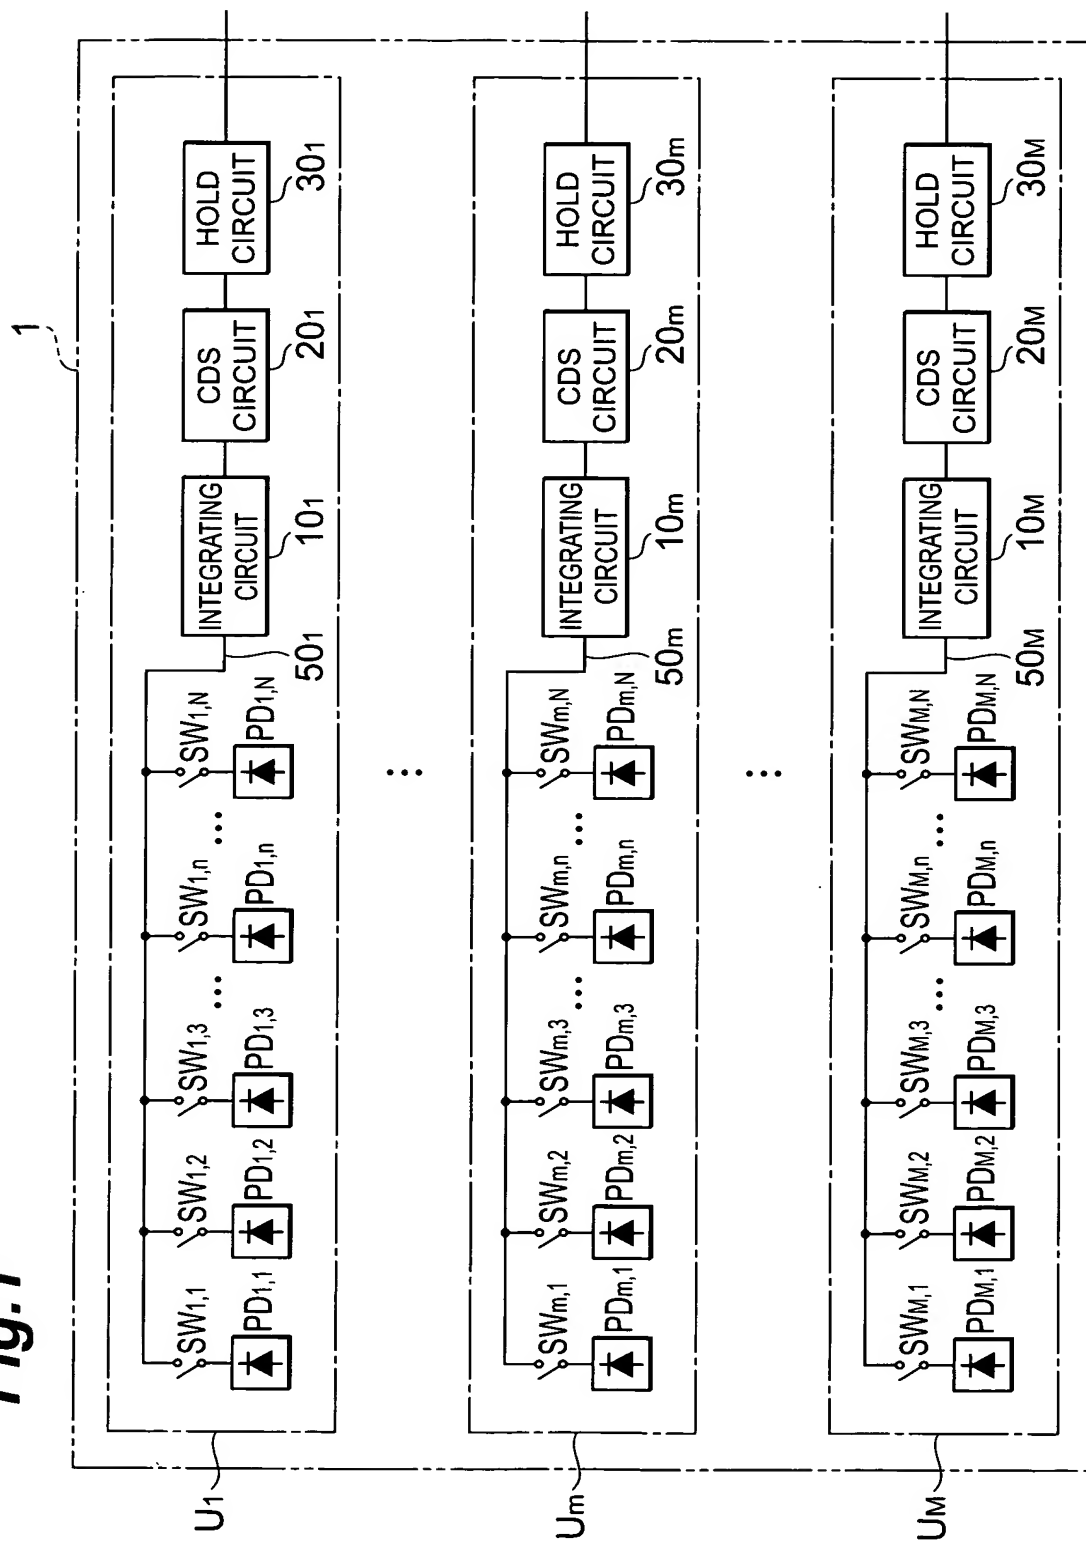 Fig.1
1
U1
SW1,1
SW1,2
SW1,3
SW1,n
SW1,N
PD1,1
PD1,2
PD1,3
PD1,n
PD1,N
...
...
501
INTEGRATING
CIRCUIT
101
CDS
CIRCUIT
201
HOLD
CIRCUIT
301
...
Um
SWm,1
SWm,2
SWm,3
SWm,n
SWm,N
PDm,1
PDm,2
PDm,3
PDm,n
PDm,N
...
...
50m
INTEGRATING
CIRCUIT
10m
CDS
CIRCUIT
20m
HOLD
CIRCUIT
30m
...
UM
SWM,1
SWM,2
SWM,3
SWM,n
SWM,N
PDM,1
PDM,2
PDM,3
PDM,n
PDM,N
...
...
50M
INTEGRATING
CIRCUIT
10M
CDS
CIRCUIT
20M
HOLD
CIRCUIT
30M